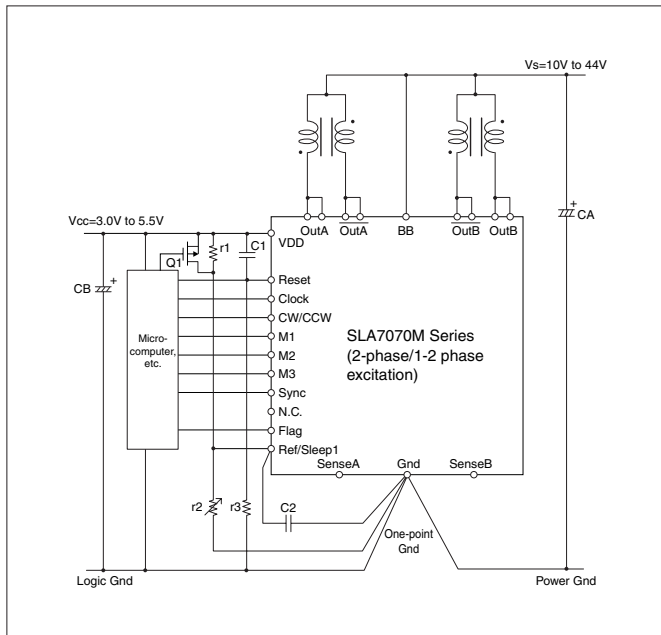 Vs=10V to 44V
Vcc=3.0V to 5.5V
OutA
OutA
BB
OutB
OutB
CA
VDD
r1
C1
Q1
CB
Reset
Clock
CW/CCW
M1
M2
M3
Sync
N.C.
Flag
Ref/Sleep1
Micro-
computer,
etc.
SLA7070M Series
(2-phase/1-2 phase
excitation)
SenseA
Gnd
SenseB
r2
r3
C2
One-point
Gnd
Logic Gnd
Power Gnd